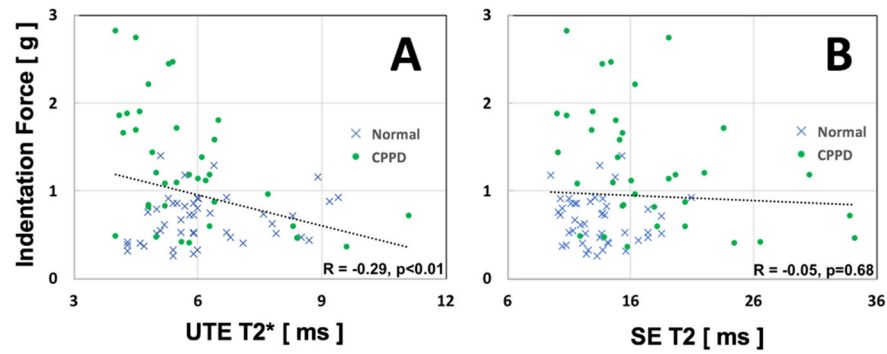 Indentation Force [ g ]
3
2
1
0
A
Normal
CPPD
R = -0.29, p<0.01
3 6 9 12
UTE T2* [ ms ]
3
2
1
0
B
Normal
CPPD
R = -0.05, p=0.68
6 16 26 36
SE T2 [ ms ]